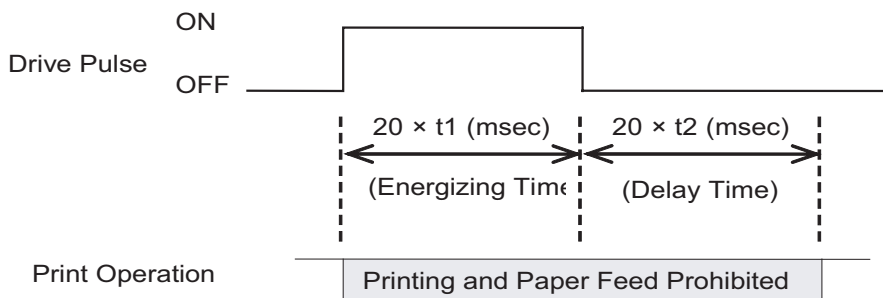 ON
Drive Pulse
OFF
20 × t1 (msec)
20 × t2 (msec)
(Energizing Time
(Delay Time)
Print Operation
Printing and Paper Feed Prohibited